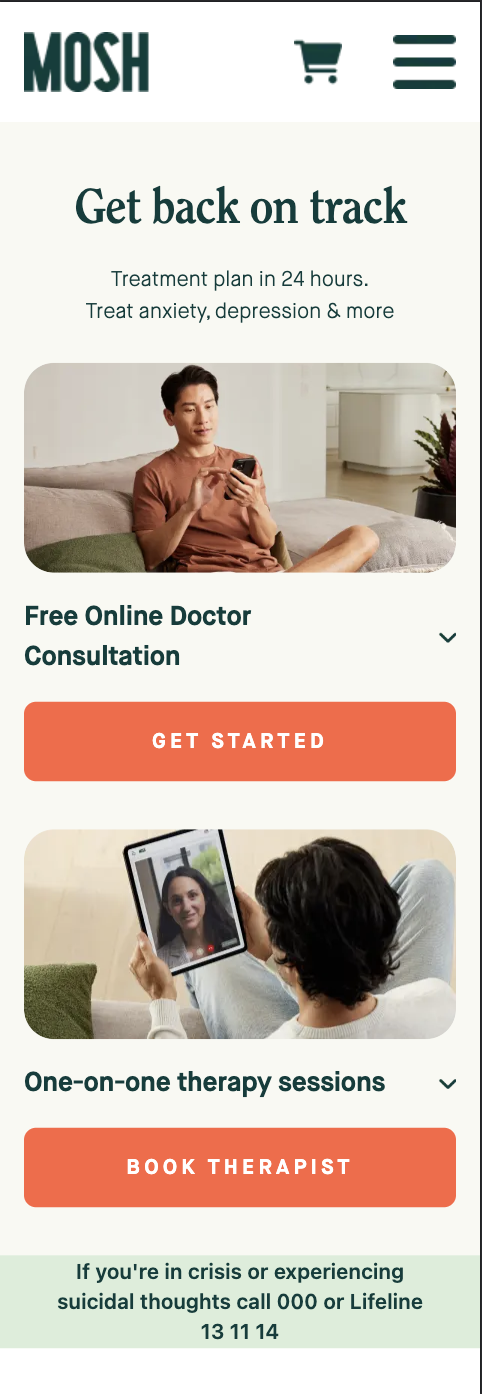 MOSH
Get back on track
Treatment plan in 24 hours.
Treat anxiety, depression & more
Free Online Doctor
Consultation
GET STARTED
One-on-one therapy sessions
BOOK THERAPIST
If you're in crisis or experiencing
suicidal thoughts call 000 or Lifeline
13 11 14